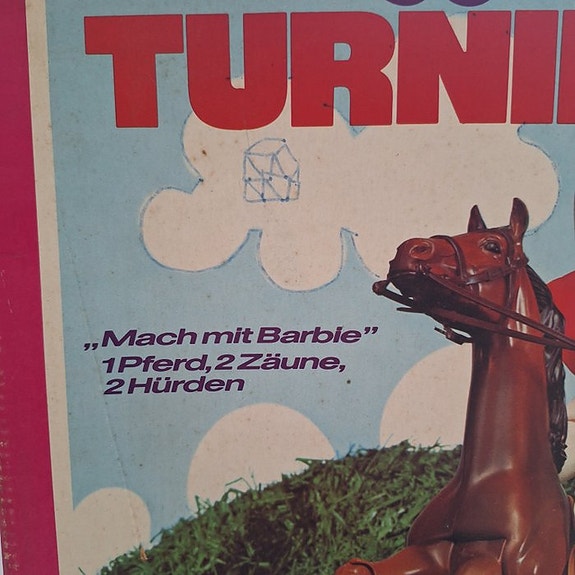 TURNI
„Mach mit Barbie”
1 Pferd, 2 Zäune,
2 Hürden